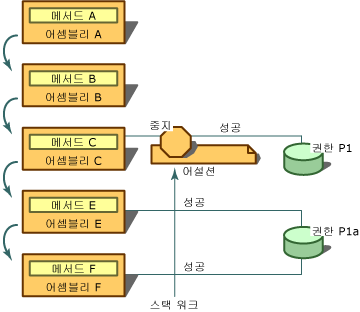 메서드 A
어셈블리 A
메서드 B
어셈블리 B
중지
성공
메서드 C
어셈블리 C
권한 P1
어설션
메서드 E
어셈블리 E
성공
권한 P1a
메서드 F
어셈블리 F
성공
스택 워크